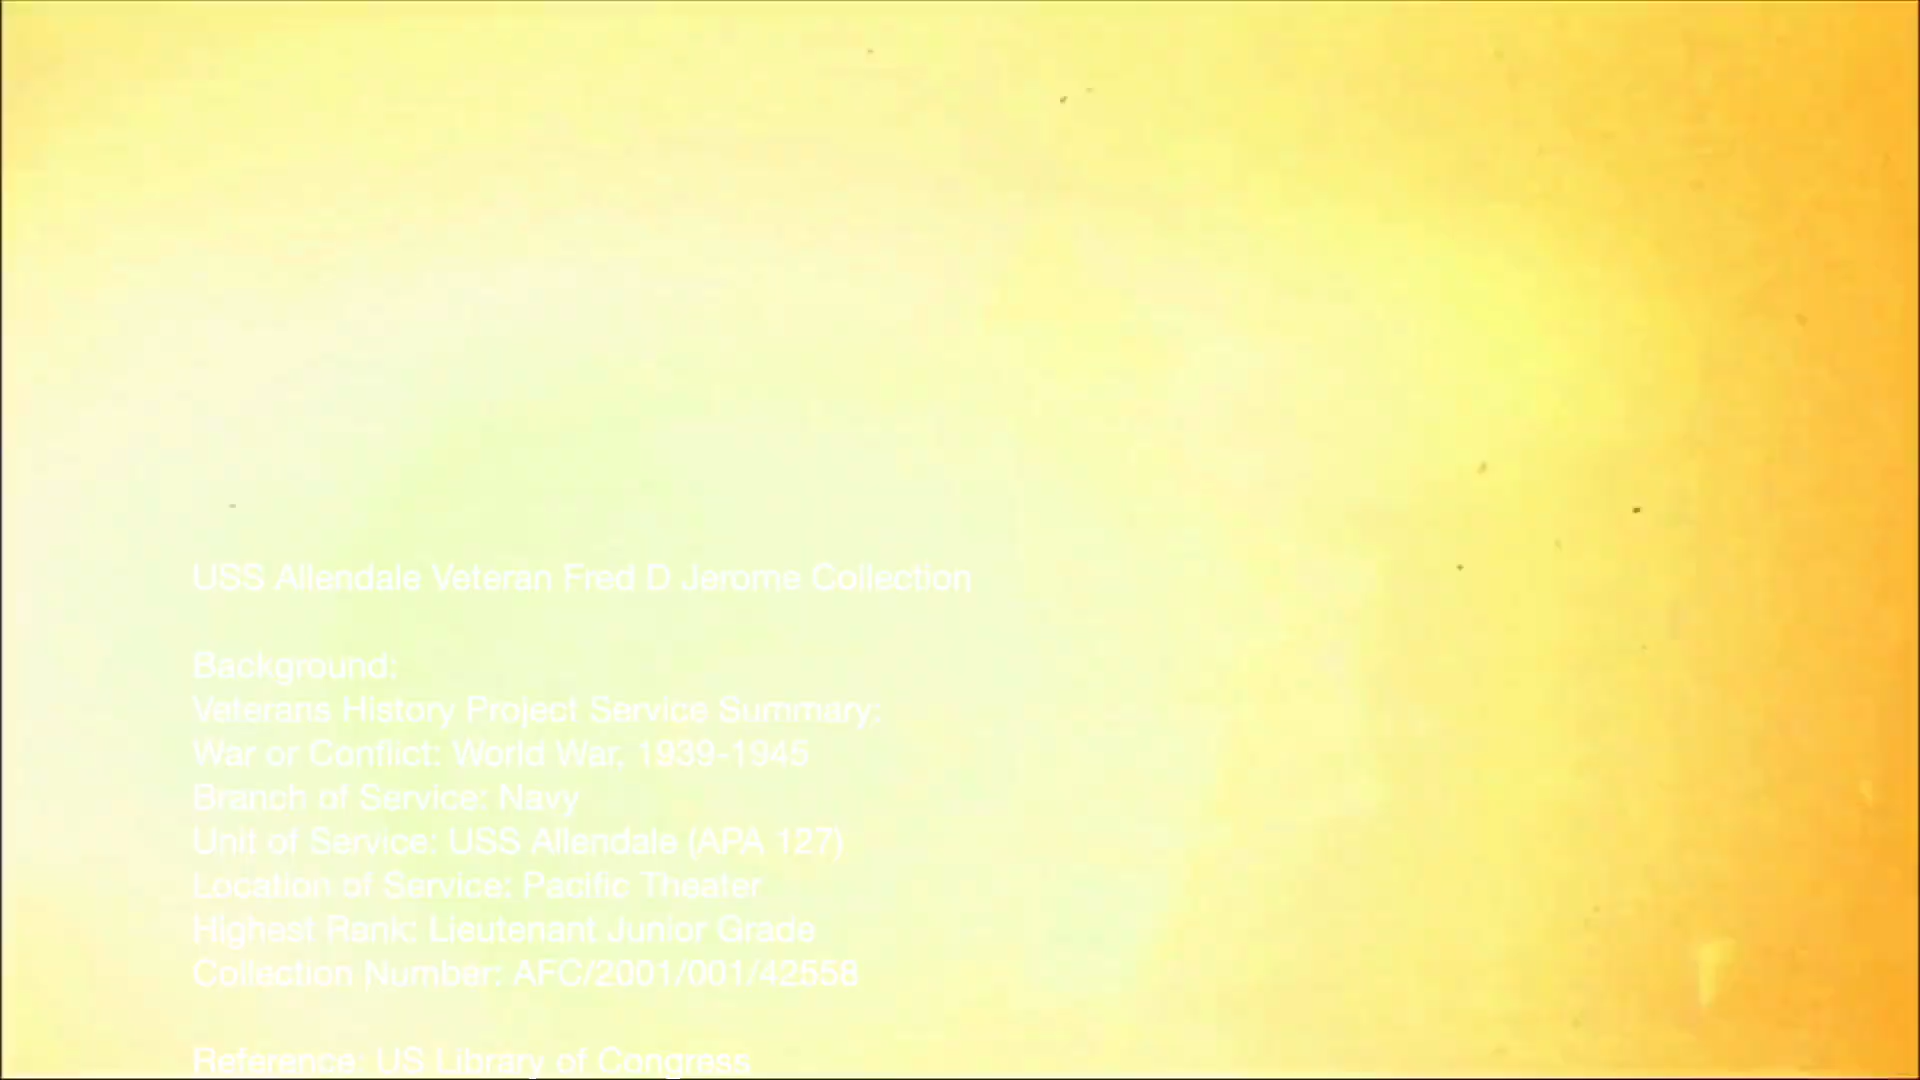 USS Allendale Veteran Fred D Jerome Collection
Background:
Veterans History Project Service Summary:
War or Conflict: World War, 1939-1945
Branch of Service: Navy
Unit of Service: USS Allendale (APA 127)
Location of Service: Pacific Theater
Highest Rank: Lieutenant Junior Grade
Collection Number: AFC/2001/001/42558
Reference: US Library of Congress